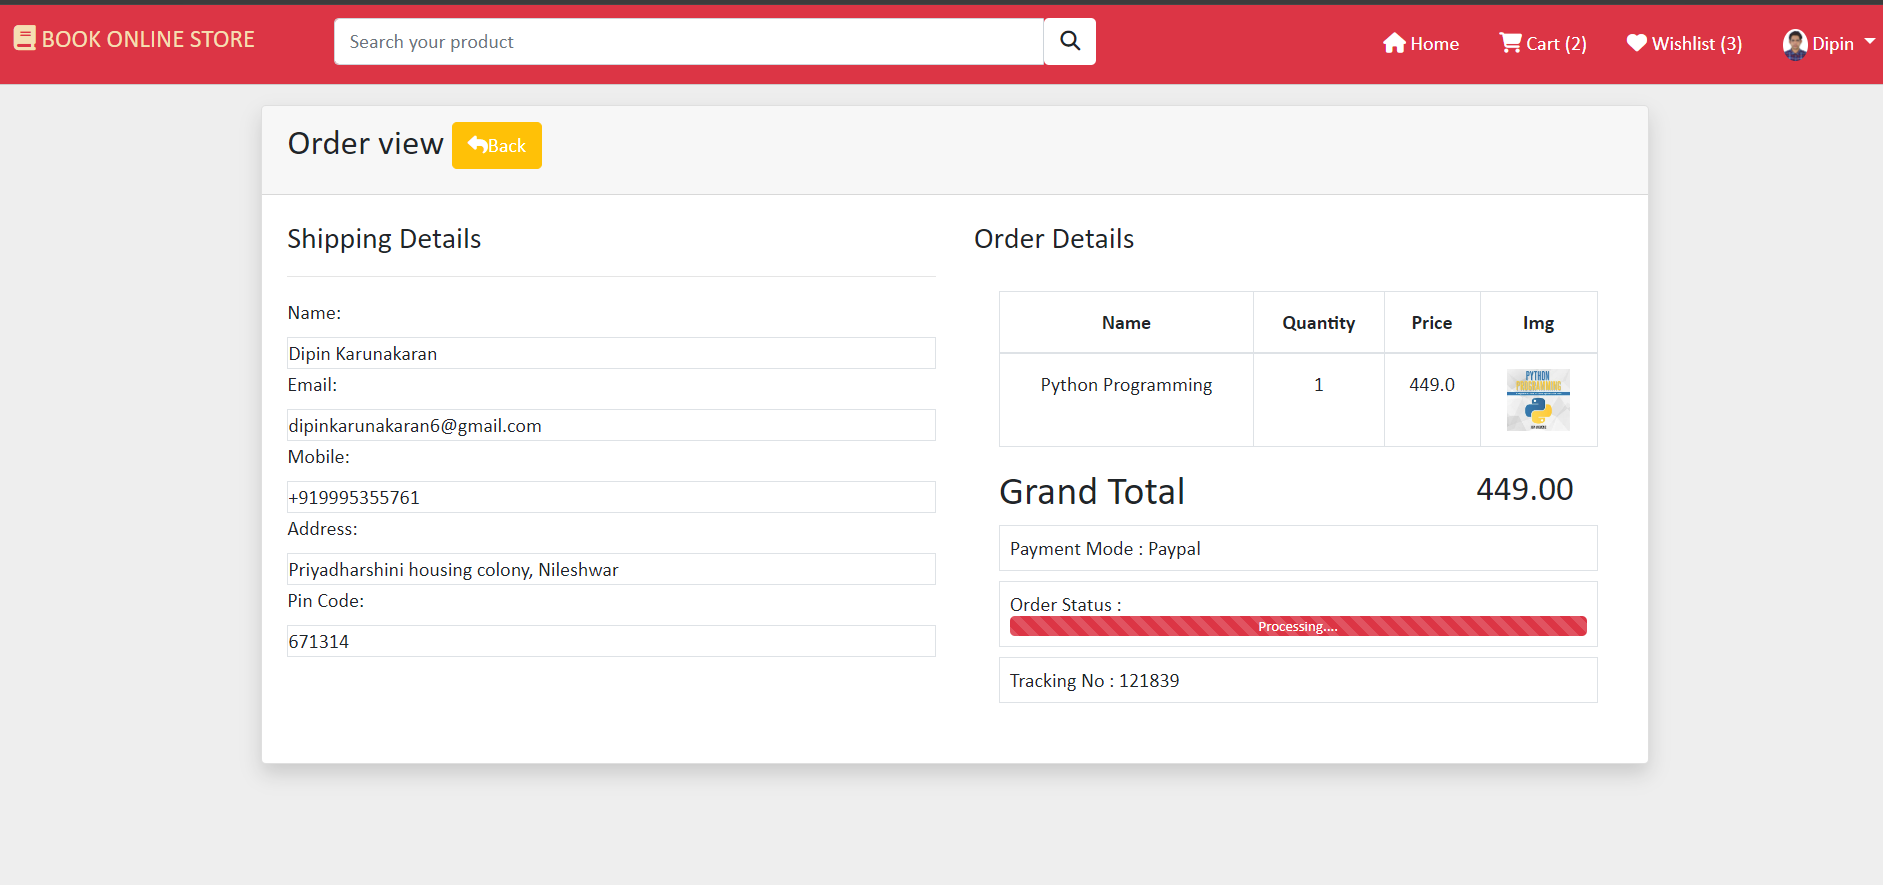 BOOK ONLINE STORE
Search your product
Home
Cart (2)
Wishlist (3)
Dipin
Order view
Back
Shipping Details
Name:
Dipin Karunakaran
Email:
dipinkarunakaran6@gmail.com
Mobile:
+919995355761
Address:
Priyadharshini housing colony, Nileshwar
Pin Code:
671314
Order Details
Name Quantity Price Img
Python Programming 1 449.0
PYTHON
PROGRAMMING
Grand Total 449.00
Payment Mode : Paypal
Order Status :
Processing....
Tracking No : 121839